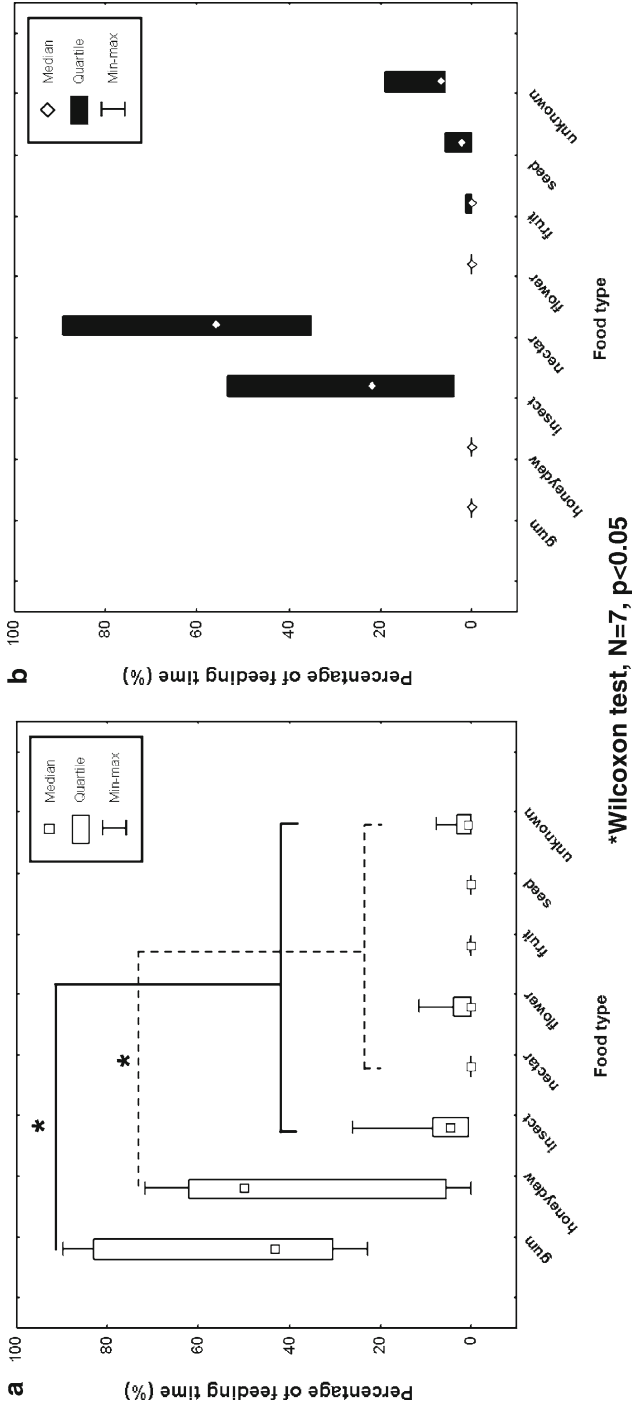 a
Percentage of feeding time (%)
100
80
60
40
20
0
*
*
Median
Quartile
Min-max
gum
honeydew
insect
nectar
flower
fruit
seed
unknown
Food type
b
Percentage of feeding time (%)
100
80
60
40
20
0
Median
Quartile
Min-max
gum
honeydew
insect
nectar
flower
fruit
seed
unknown
Food type
*Wilcoxon test, N=7, p<0.05